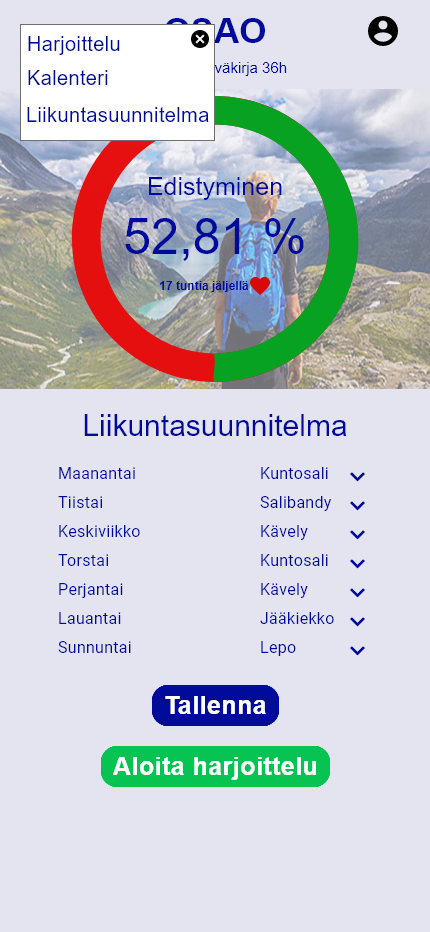 OSAO
Harjoittelu
Kalenteri
väkirja 36h
Liikuntasuunnitelma
Edistyminen
52,81 %
17 tuntia jäljellä
Liikuntasuunnitelma
Maanantai Kuntosali
Tiistai Salibandy
Keskiviikko Kävely
Torstai Kuntosali
Perjantai Kävely
Lauantai Jääkiekko
Sunnuntai Lepo
Tallenna
Aloita harjoittelu